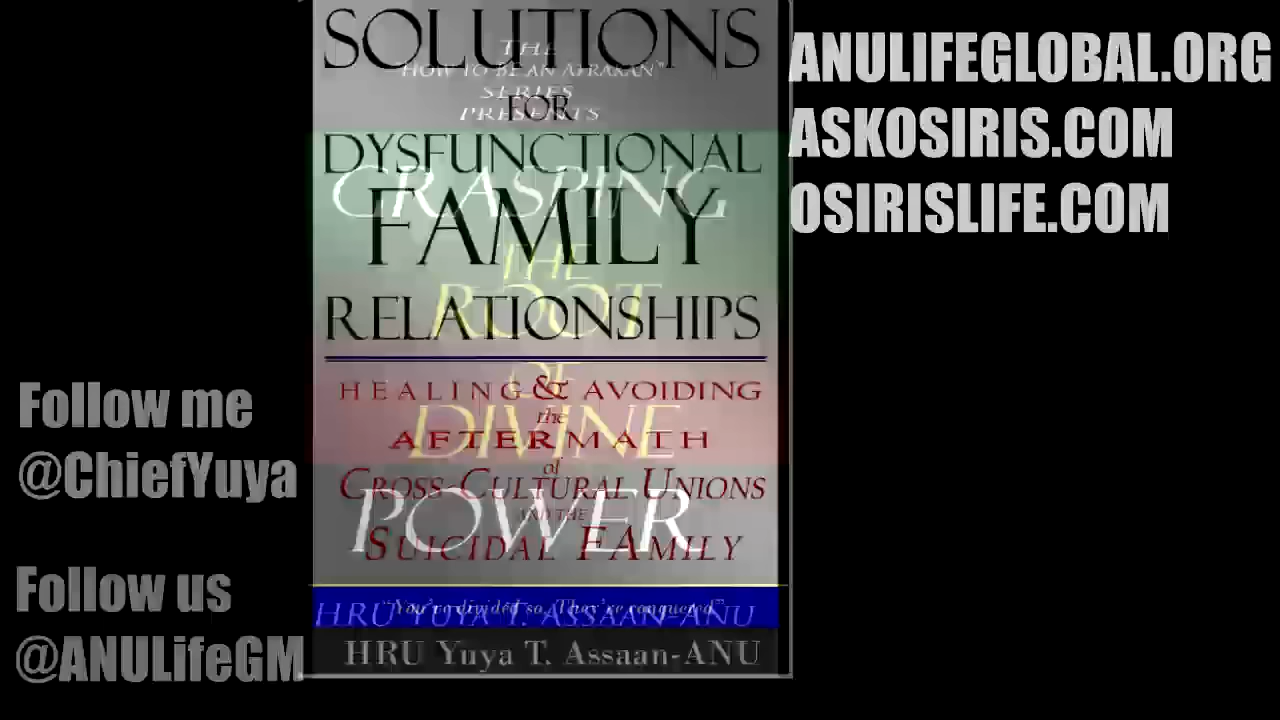 SOLUTIONS
FOR
DYSFUNCTIONAL
FAMILY
RELATIONSHIPS
HEALING & AVOIDING
the
AFTERMATH
of
CROSS-CULTURAL UNIONS
AND THE
SUICIDAL FAMILY
"You're divided so, They're conquered"
HRU Yuya T. Assaan-ANU
THE
"HOW TO BE AN AFRAKAN"
SERIES
PRESENTS
GRASPING
THE
ROOT
OF
DIVINE
POWER
HRU YUYA T. ASSAAN-ANU
ANULIFEGLOBAL.ORG
ASKOSIRIS.COM
OSIRISLIFE.COM
Follow me
@ChiefYuya
Follow us
@ANULifeGM